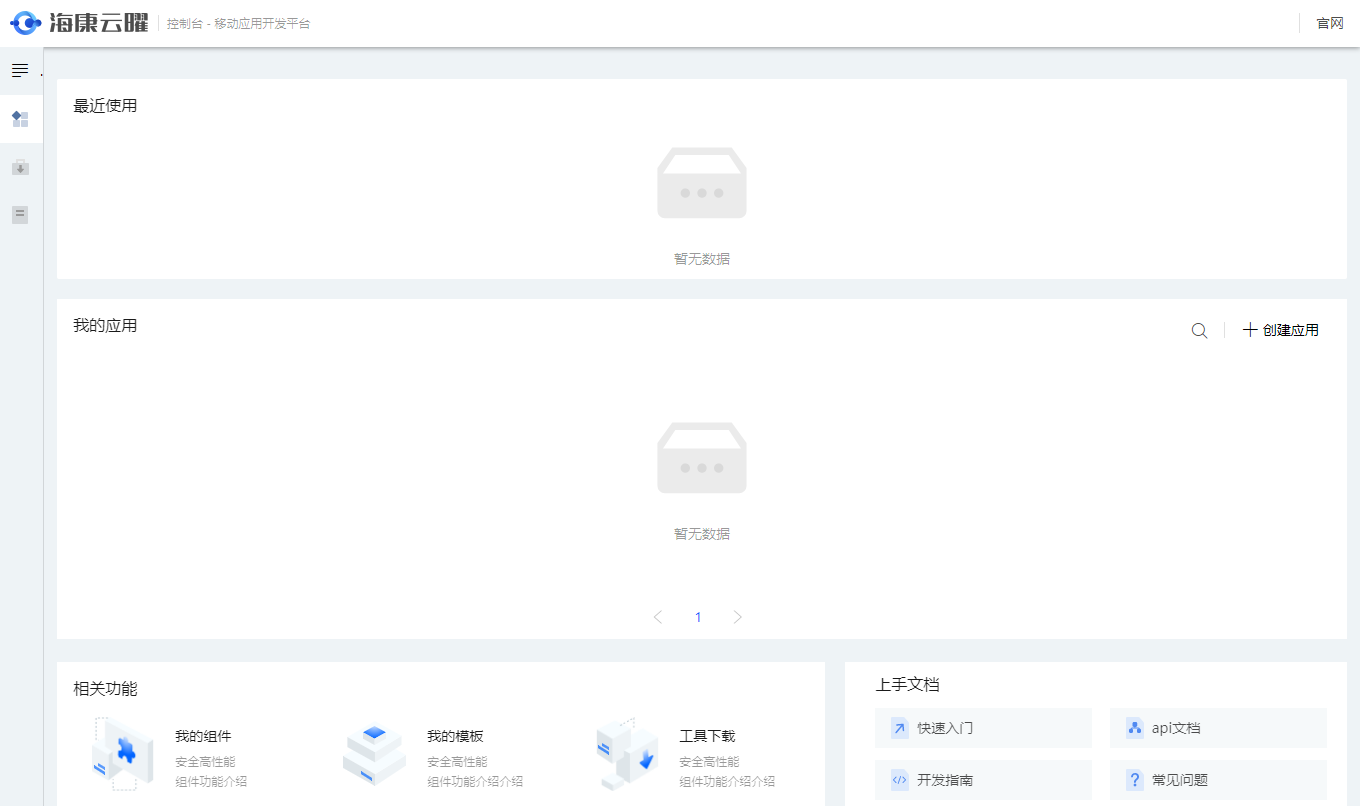 海康云曜 控制台 - 移动应用开发平台 官网
最近使用
暂无数据
我的应用 创建应用
暂无数据
1
相关功能
我的组件
安全高性能
组件功能介绍
我的模板
安全高性能
组件功能介绍介绍
工具下载
安全高性能
组件功能介绍介绍
上手文档
快速入门 api文档
开发指南 常见问题